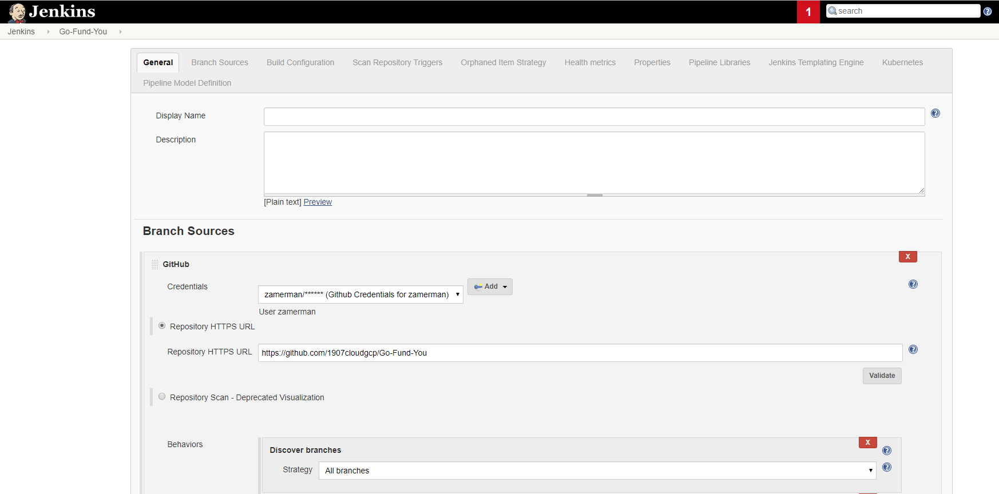 Jenkins
1
search
Jenkins Go-Fund-You
General Branch Sources Build Configuration Scan Repository Triggers Orphaned Item Strategy Health metrics Properties Pipeline Libraries Jenkins Templating Engine Kubernetes
Pipeline Model Definition
Display Name
Description
[Plain text] Preview
Branch Sources
X
GitHub
Credentials
Add
zamerman/****** (Github Credentials for zamerman)
User zamerman
Repository HTTPS URL
Repository HTTPS URL https://github.com/1907cloudgcp/Go-Fund-You
Validate
Repository Scan - Deprecated Visualization
Behaviors
X
Discover branches
Strategy All branches